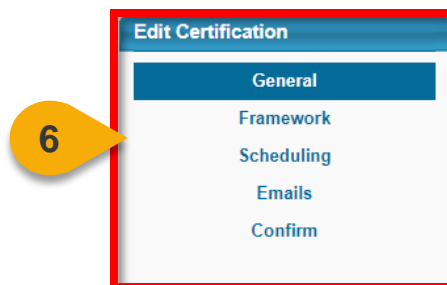 Edit Certification
General
6
Framework
Scheduling
Emails
Confirm